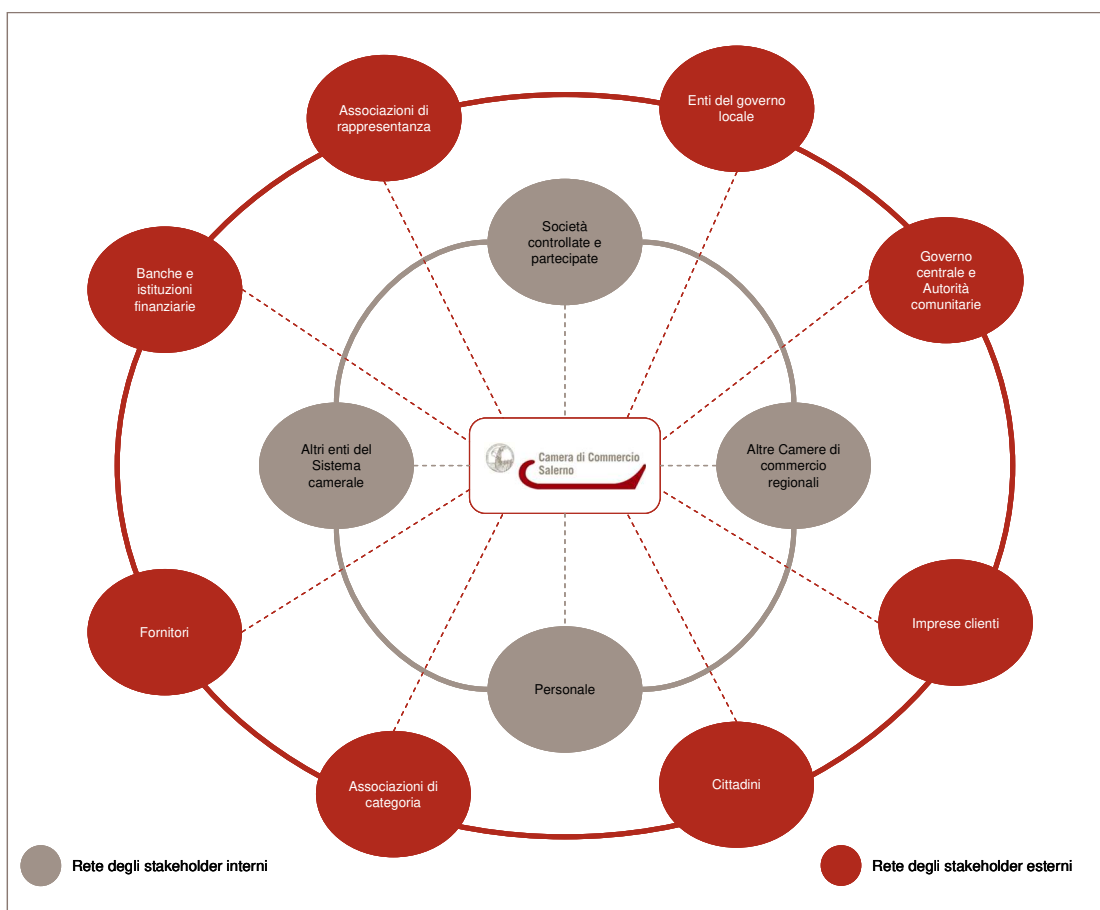 Associazioni di
rappresentanza
Enti del governo
locale
Società
controllate e
partecipate
Banche e
istituzioni
finanziarie
Governo
centrale e
Autorità
comunitarie
Altri enti del
Sistema
camerale
Camera di Commercio
Salerno
Altre Camere di
commercio
regionali
Fornitori
Imprese clienti
Personale
Associazioni di
categoria
Cittadini
Rete degli stakeholder interni
Rete degli stakeholder esterni